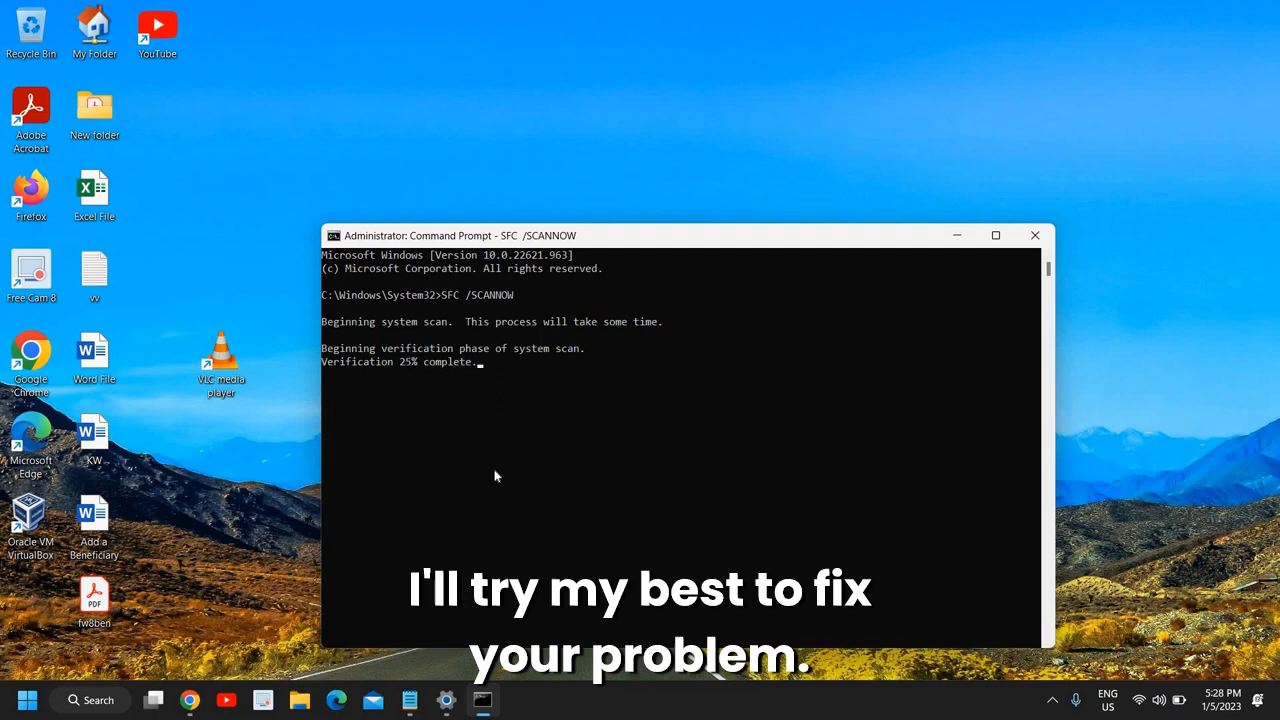 Recycle Bin
My Folder
YouTube
Adobe
Acrobat
New folder
Firefox
Excel File
Free Cam 8
vv
Google
Chrome
Word File
VLC media
player
Microsoft
Edge
KW
Oracle VM
VirtualBox
Add a
Beneficiary
PDF
fw8ben
Administrator: Command Prompt - SFC  /SCANNOW
Microsoft Windows [Version 10.0.22621.963]
(c) Microsoft Corporation. All rights reserved.
C:\Windows\System32>SFC /SCANNOW
Beginning system scan.  This process will take some time.
Beginning verification phase of system scan.
Verification 25% complete.
I'll try my best to fix
your problem.
Search
ENG
US
5:28 PM
1/5/2023